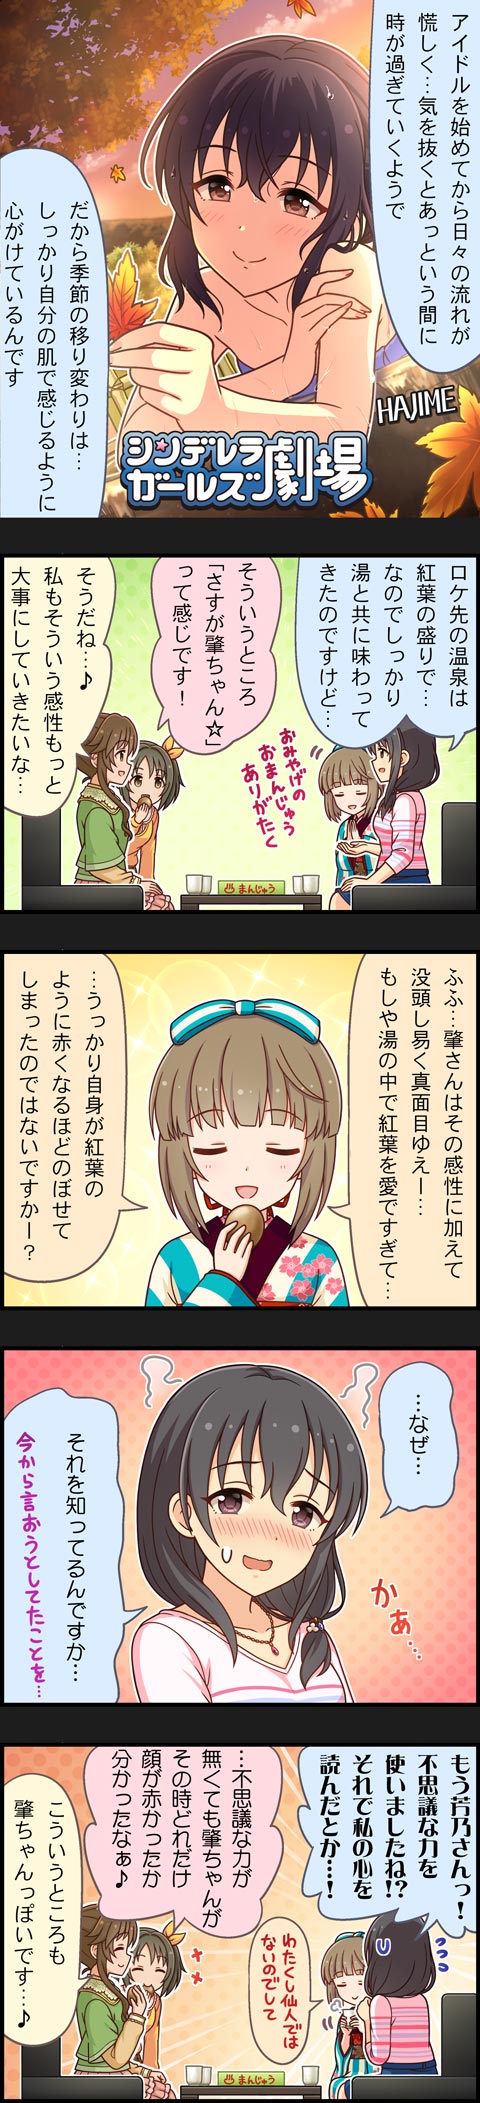 アイドルを始めてから日々の流れが
慌しく…気を抜くとあっという間に
時が過ぎていくようで
だから季節の移り変わりは…
しっかり自分の肌で感じるように
心がけているんです
HAJIME
シンデレラ
ガールズ劇場
ロケ先の温泉は
紅葉の盛りで…
なのでしっかり
湯と共に味わって
きたのですけど…
そういうところ
「さすが肇ちゃん☆」
って感じです！
そうだね…♪
私もそういう感性もっと
大事にしていきたいな…
おみやげの
おまんじゅう
ありがたく
まんじゅう
ふふ…肇さんはその感性に加えて
没頭し易く真面目ゆえー…
もしや湯の中で紅葉を愛ですぎて…
…うっかり自身が紅葉の
ように赤くなるほどのぼせて
しまったのではないですかー？
…なぜ…
それを知ってるんですか…
今から言おうとしてたことを…
かぁ…
もう芳乃さんっ！
不思議な力を
使いましたね!?
それで私の心を
読んだとか…！
…不思議な力が
無くても肇ちゃんが
その時どれだけ
顔が赤かったか
分かったなぁ♪
わたくし仙人では
ないのでして
こういうところも
肇ちゃんっぽいです…♪
まんじゅう